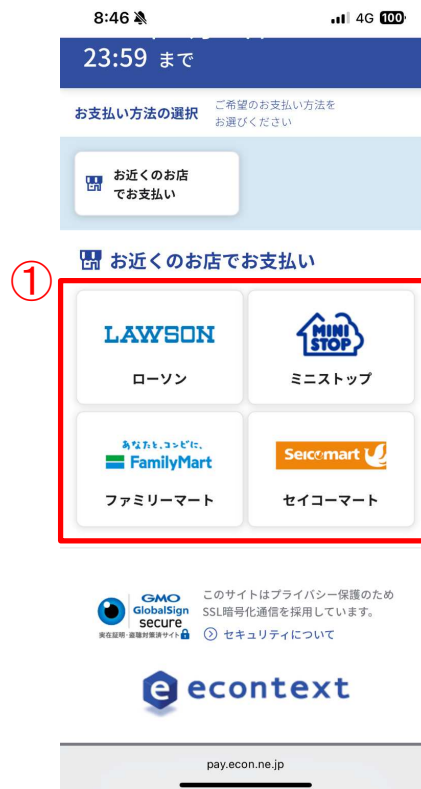 8:46
4G 100
23:59 まで
お支払い方法の選択
ご希望のお支払い方法を
お選びください
お近くのお店
でお支払い
お近くのお店でお支払い
①
LAWSON
ローソン
MINI
STOP
ミニストップ
あなたと、コンビに、
FamilyMart
ファミリーマート
Seicomart
セイコーマート
GMO
GlobalSign
secure
実在証明・盗聴対策済サイト
このサイトはプライバシー保護のため
SSL暗号化通信を採用しています。
セキュリティについて
e econtext
pay.econ.ne.jp